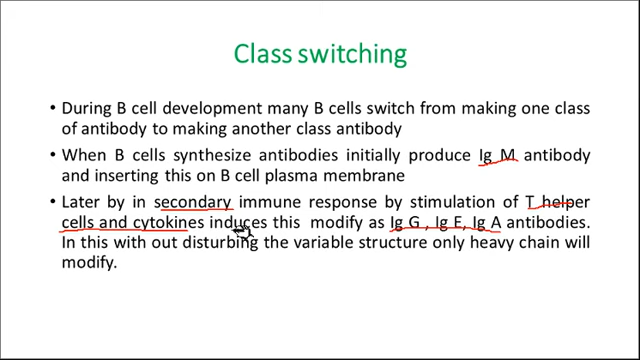 Class switching
• During B cell development many B cells switch from making one class
of antibody to making another class antibody
• When B cells synthesize antibodies initially produce Ig M antibody
and inserting this on B cell plasma membrane
• Later by in secondary immune response by stimulation of T helper
cells and cytokines induces this modify as Ig G , Ig E, Ig A antibodies.
In this with out disturbing the variable structure only heavy chain will
modify.